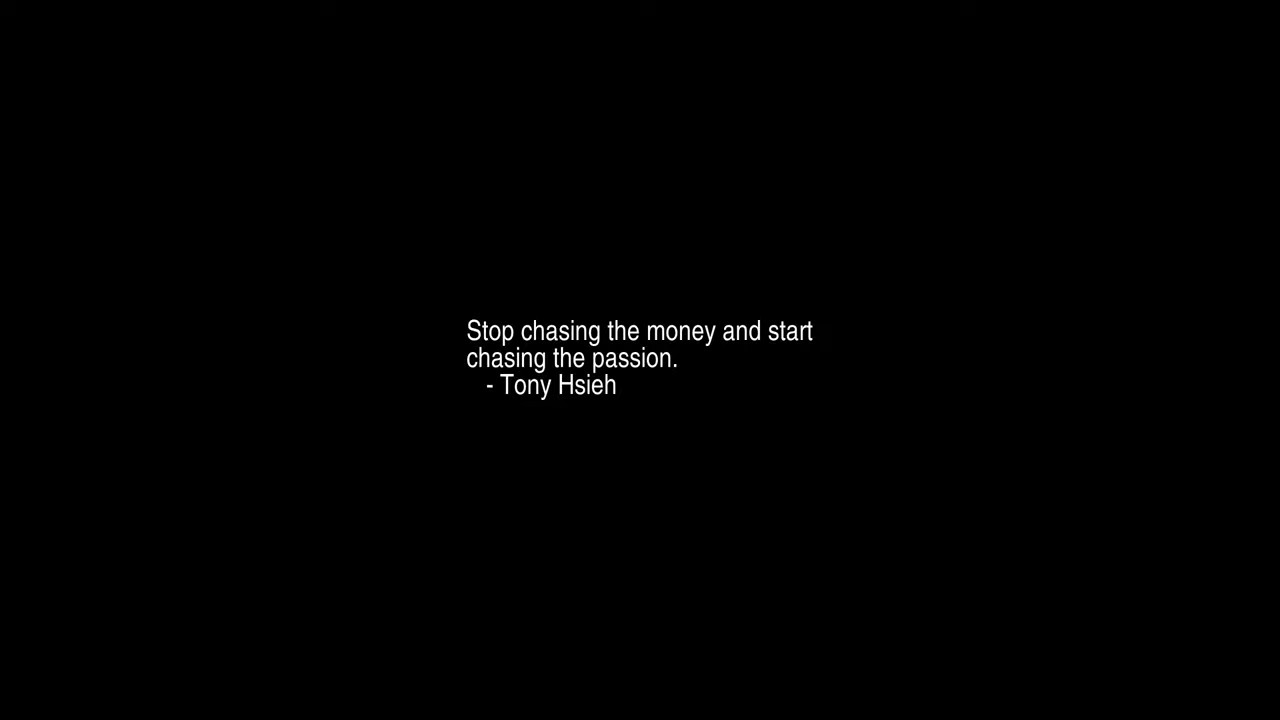 Stop chasing the money and start
chasing the passion.
- Tony Hsieh